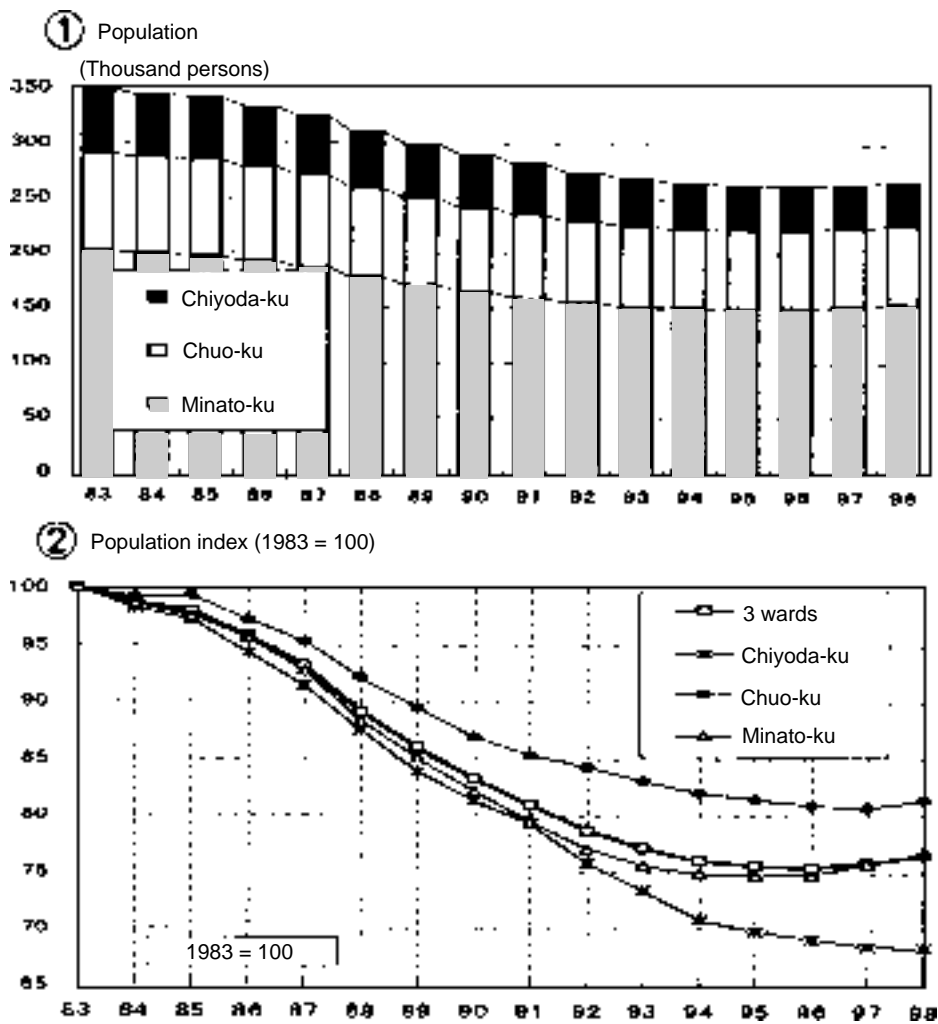 ① Population
(Thousand persons)
350
300
250
200
150
100
50
0
Chiyoda-ku
Chuo-ku
Minato-ku
83 84 85 86 87 88 89 90 91 92 93 94 95 96 97 98
② Population index (1983 = 100)
100
95
90
85
80
75
70
65
3 wards
Chiyoda-ku
Chuo-ku
Minato-ku
1983 = 100
83 84 85 86 87 88 89 90 91 92 93 94 95 96 97 98